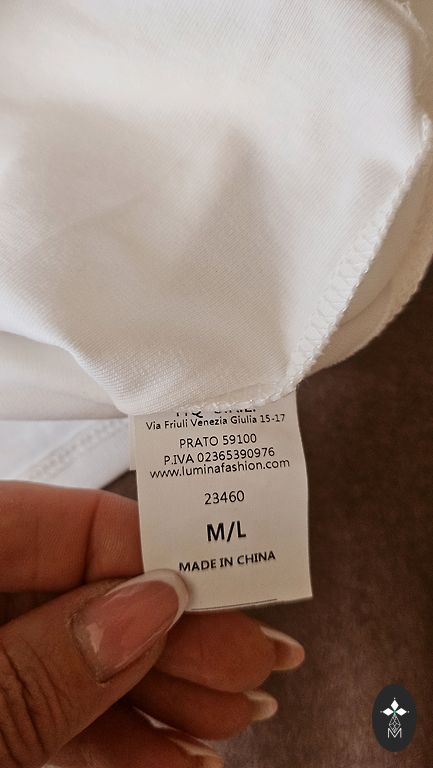 Via Friuli Venezia Giulia 15-17
PRATO 59100
P.IVA 02365390976
www.luminafashion.com
23460
M/L
MADE IN CHINA